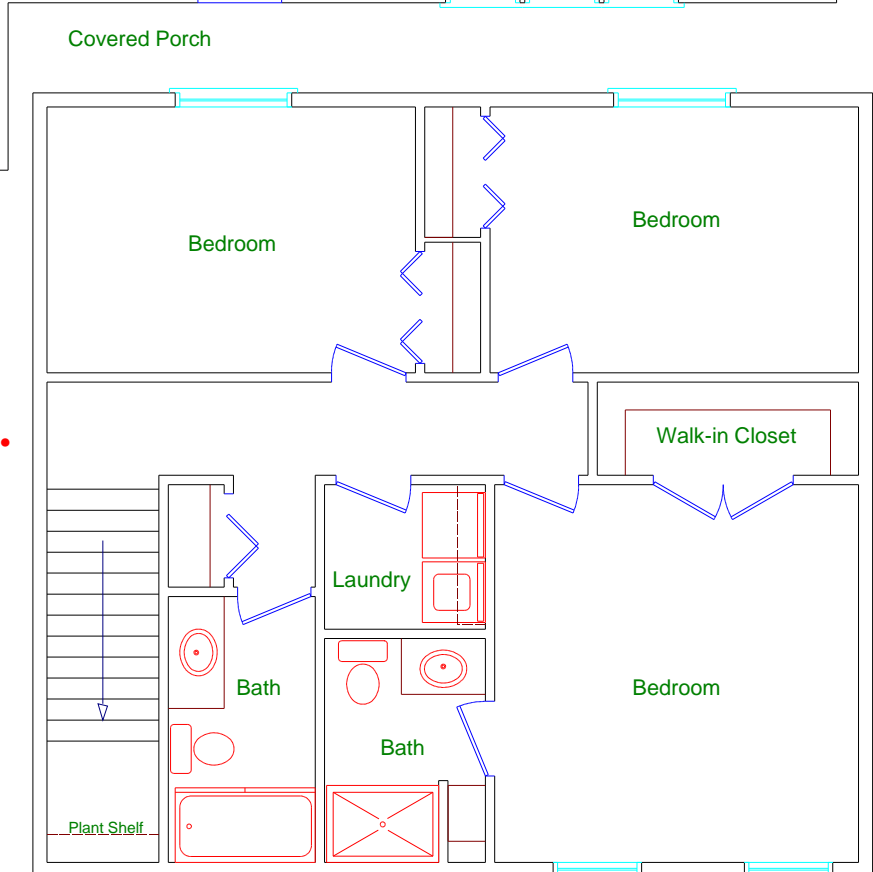 Covered Porch
Bedroom
Bedroom
Walk-in Closet
Laundry
Bath
Bedroom
Bath
Plant Shelf